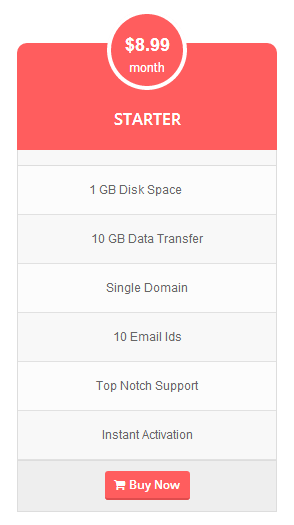 $8.99
month
STARTER
1 GB Disk Space
10 GB Data Transfer
Single Domain
10 Email Ids
Top Notch Support
Instant Activation
Buy Now